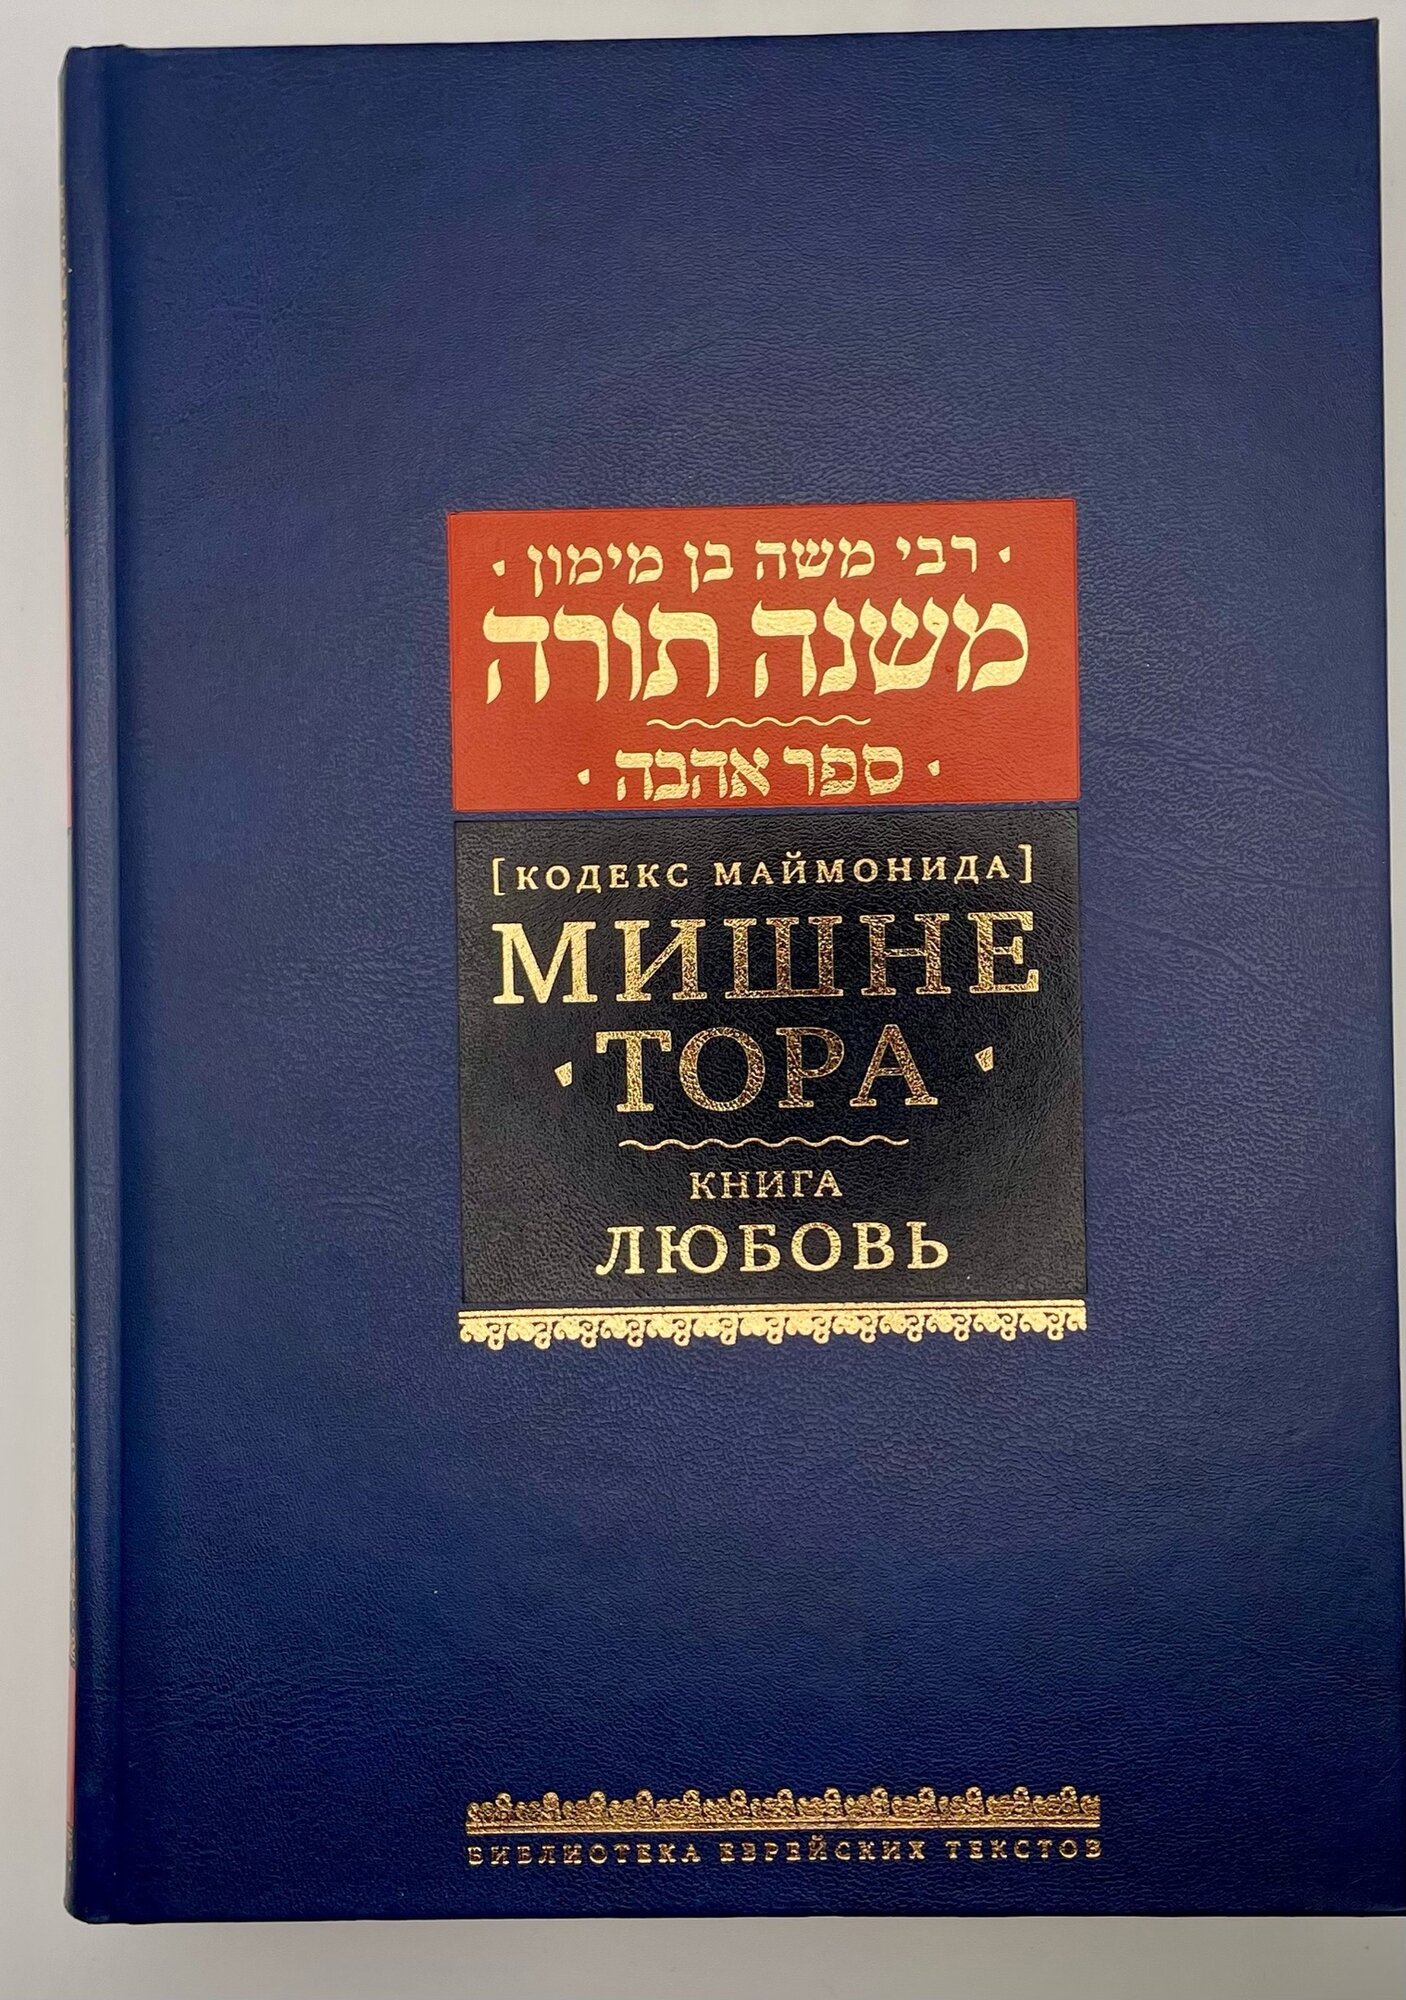 · רבי משה בן מימון ·
משנה תורה
· ספר אהבה ·
[КОДЕКС МАЙМОНИДА]
МИШНЕ
· ТОРА ·
КНИГА
ЛЮБОВЬ
БИБЛИОТЕКА ЕВРЕЙСКИХ ТЕКСТОВ